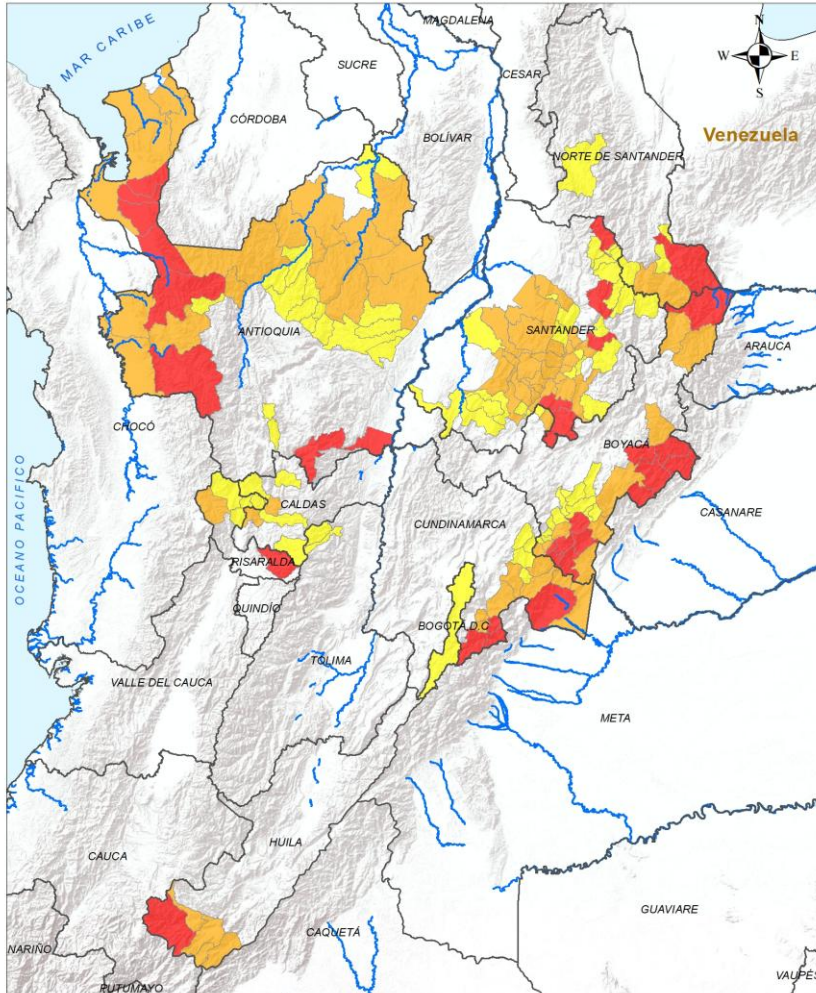 MAGDALENA
N
W E
S
MAR CARIBE
SUCRE
CESAR
CÓRDOBA
BOLÍVAR
Venezuela
NORTE DE SANTANDER
ANTIOQUIA
SANTANDER
ARAUCA
CHOCÓ
BOYACÁ
CALDAS
CUNDINAMARCA
CASANARE
OCEANO PACIFICO
RISARALDA
QUINDÍO
BOGOTÁ D.C
TOLIMA
VALLE DEL CAUCA
META
HUILA
CAUCA
GUAVIARE
CAQUETÁ
NARIÑO
PUTUMAYO
VAUPÉS